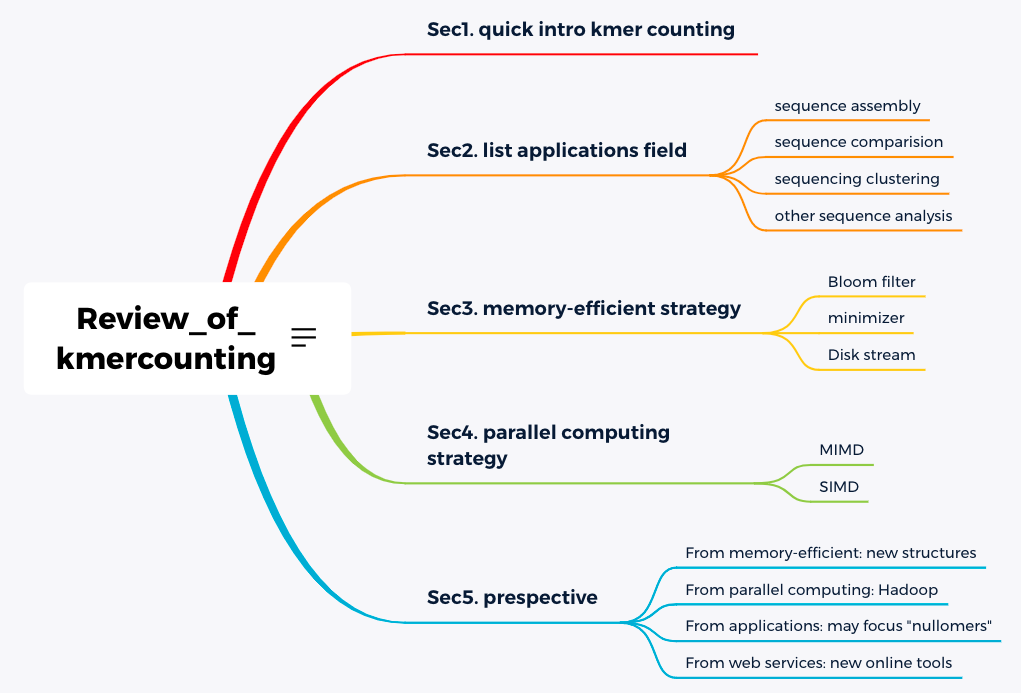 Review_of_
kmercounting
Sec1. quick intro kmer counting
Sec2. list applications field
sequence assembly
sequence comparision
sequencing clustering
other sequence analysis
Sec3. memory-efficient strategy
Bloom filter
minimizer
Disk stream
Sec4. parallel computing
strategy
MIMD
SIMD
Sec5. prespective
From memory-efficient: new structures
From parallel computing: Hadoop
From applications: may focus "nullomers"
From web services: new online tools